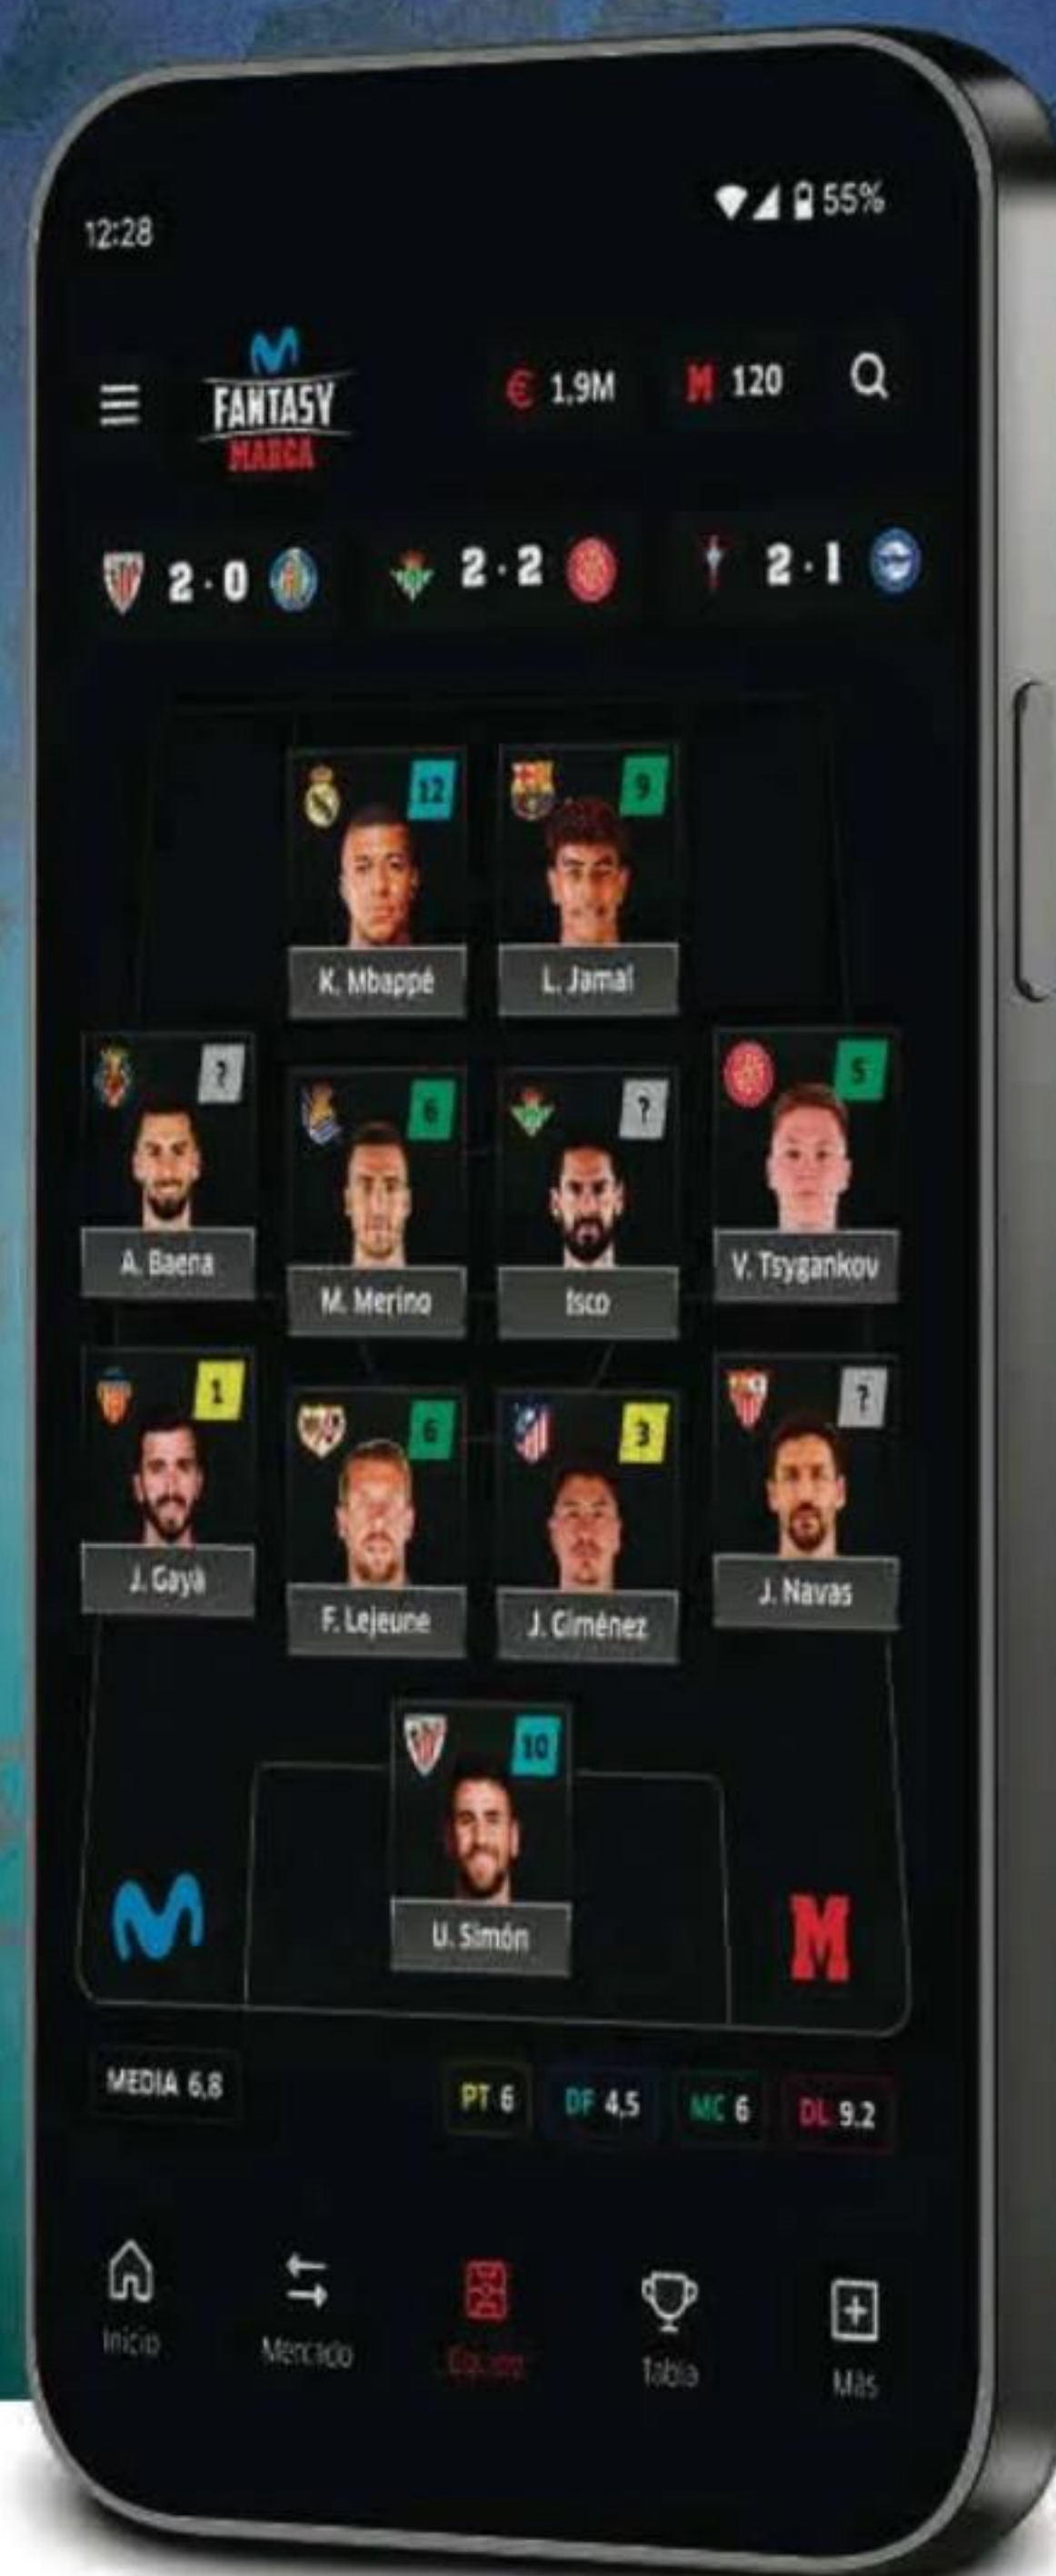 12:28 55%
FANTASY
MARCA
€ 1,9M M 120
2 · 0 2 · 2 2 · 1
12 9
K. Mbappé L. Jamal
? 6 ? 5
A. Baena M. Merino Isco V. Tsygankov
1 6 3 ?
J. Gayà F. Lejeune J. Giménez J. Navas
10
U. Simón
M
MEDIA 6,8 PT 6 DF 4,5 MC 6 DL 9.2
Inicio Mercado Equipo Tabla Más